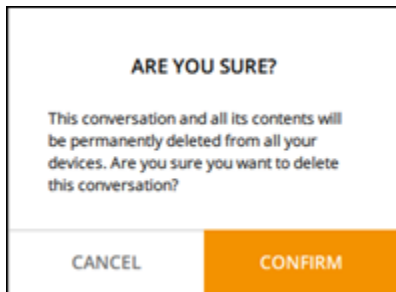 ARE YOU SURE?
This conversation and all its contents will
be permanently deleted from all your
devices. Are you sure you want to delete
this conversation?
CANCEL
CONFIRM